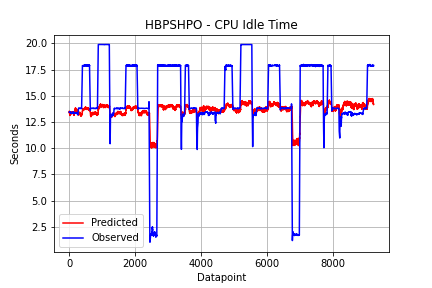 HBPSHPO - CPU Idle Time
20.0
17.5
15.0
12.5
10.0
7.5
5.0
2.5
Seconds
Predicted
Observed
0 2000 4000 6000 8000
Datapoint